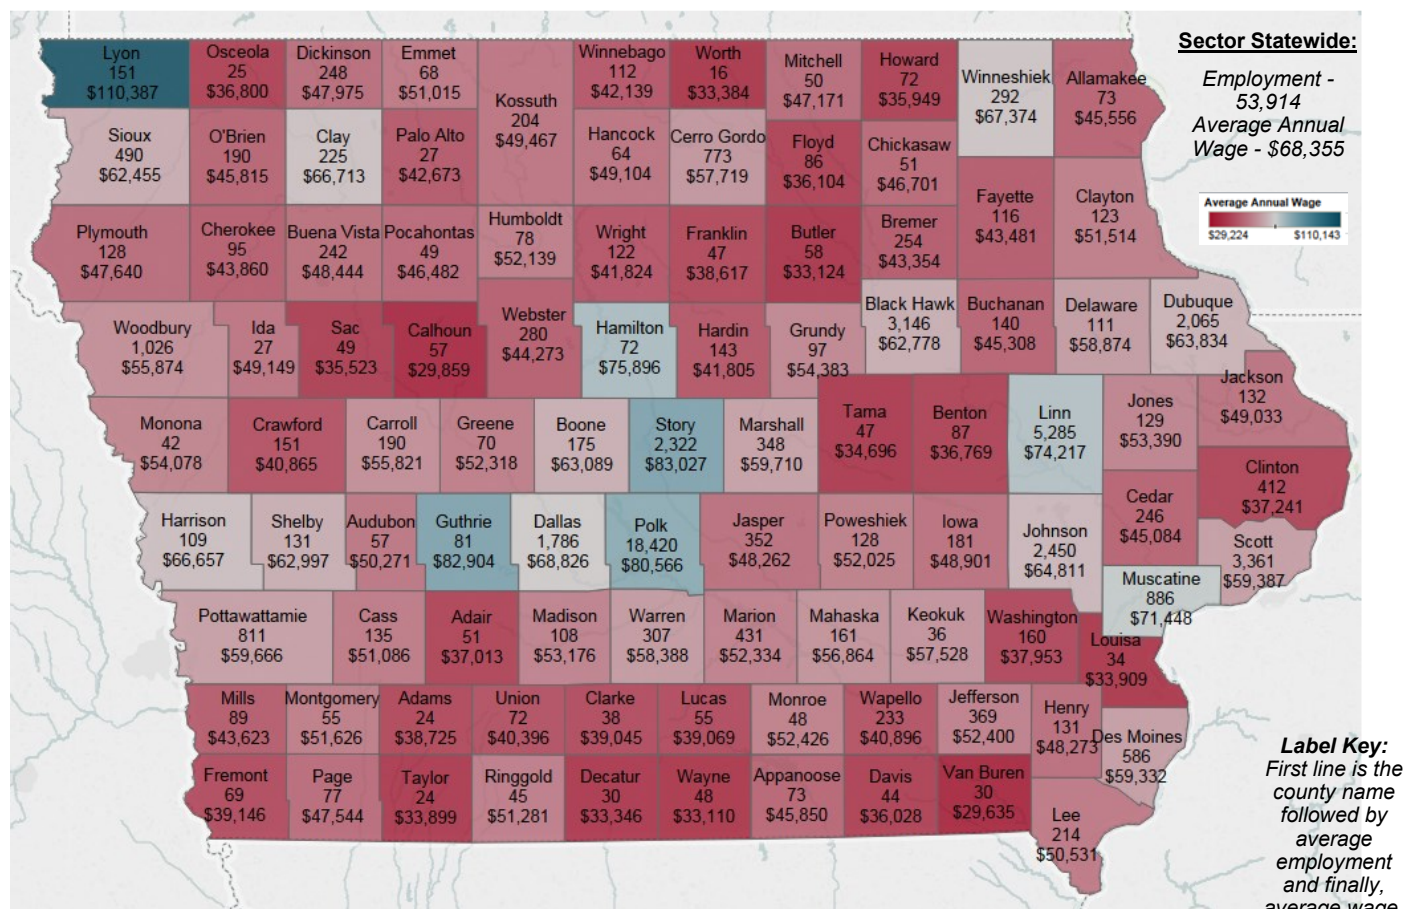 Lyon
151
$110,387
Osceola
25
$36,800
Dickinson
248
$47,975
Emmet
68
$51,015
Kossuth
204
$49,467
Winnebago
112
$42,139
Worth
16
$33,384
Mitchell
50
$47,171
Howard
72
$35,949
Winneshiek
292
$67,374
Allamakee
73
$45,556
Sector Statewide:
Employment -
53,914
Average Annual
Wage - $68,355
Average Annual Wage
$29,224
$110,143
Sioux
490
$62,455
O'Brien
190
$45,815
Clay
225
$66,713
Palo Alto
27
$42,673
Hancock
64
$49,104
Cerro Gordo
773
$57,719
Floyd
86
$36,104
Chickasaw
51
$46,701
Fayette
116
$43,481
Clayton
123
$51,514
Plymouth
128
$47,640
Cherokee
95
$43,860
Buena Vista
242
$48,444
Pocahontas
49
$46,482
Humboldt
78
$52,139
Wright
122
$41,824
Franklin
47
$38,617
Butler
58
$33,124
Bremer
254
$43,354
Woodbury
1,026
$55,874
Ida
27
$49,149
Sac
49
$35,523
Calhoun
57
$29,859
Webster
280
$44,273
Hamilton
72
$75,896
Hardin
143
$41,805
Grundy
97
$54,383
Black Hawk
3,146
$62,778
Buchanan
140
$45,308
Delaware
111
$58,874
Dubuque
2,065
$63,834
Monona
42
$54,078
Crawford
151
$40,865
Carroll
190
$55,821
Greene
70
$52,318
Boone
175
$63,089
Story
2,322
$83,027
Marshall
348
$59,710
Tama
47
$34,696
Benton
87
$36,769
Linn
5,285
$74,217
Jones
129
$53,390
Jackson
132
$49,033
Clinton
412
$37,241
Harrison
109
$66,657
Shelby
131
$62,997
Audubon
57
$50,271
Guthrie
81
$82,904
Dallas
1,786
$68,826
Polk
18,420
$80,566
Jasper
352
$48,262
Poweshiek
128
$52,025
Iowa
181
$48,901
Johnson
2,450
$64,811
Cedar
246
$45,084
Scott
3,361
$59,387
Muscatine
886
$71,448
Pottawattamie
811
$59,666
Cass
135
$51,086
Adair
51
$37,013
Madison
108
$53,176
Warren
307
$58,388
Marion
431
$52,334
Mahaska
161
$56,864
Keokuk
36
$57,528
Washington
160
$37,953
Louisa
34
$33,909
Mills
89
$43,623
Montgomery
55
$51,626
Adams
24
$38,725
Union
72
$40,396
Clarke
38
$39,045
Lucas
55
$39,069
Monroe
48
$52,426
Wapello
233
$40,896
Jefferson
369
$52,400
Henry
131
$48,273
Des Moines
586
$59,332
Fremont
69
$39,146
Page
77
$47,544
Taylor
24
$33,899
Ringgold
45
$51,281
Decatur
30
$33,346
Wayne
48
$33,110
Appanoose
73
$45,850
Davis
44
$36,028
Van Buren
30
$29,635
Lee
214
$50,531
Label Key:
First line is the
county name
followed by
average
employment
and finally,
average wage